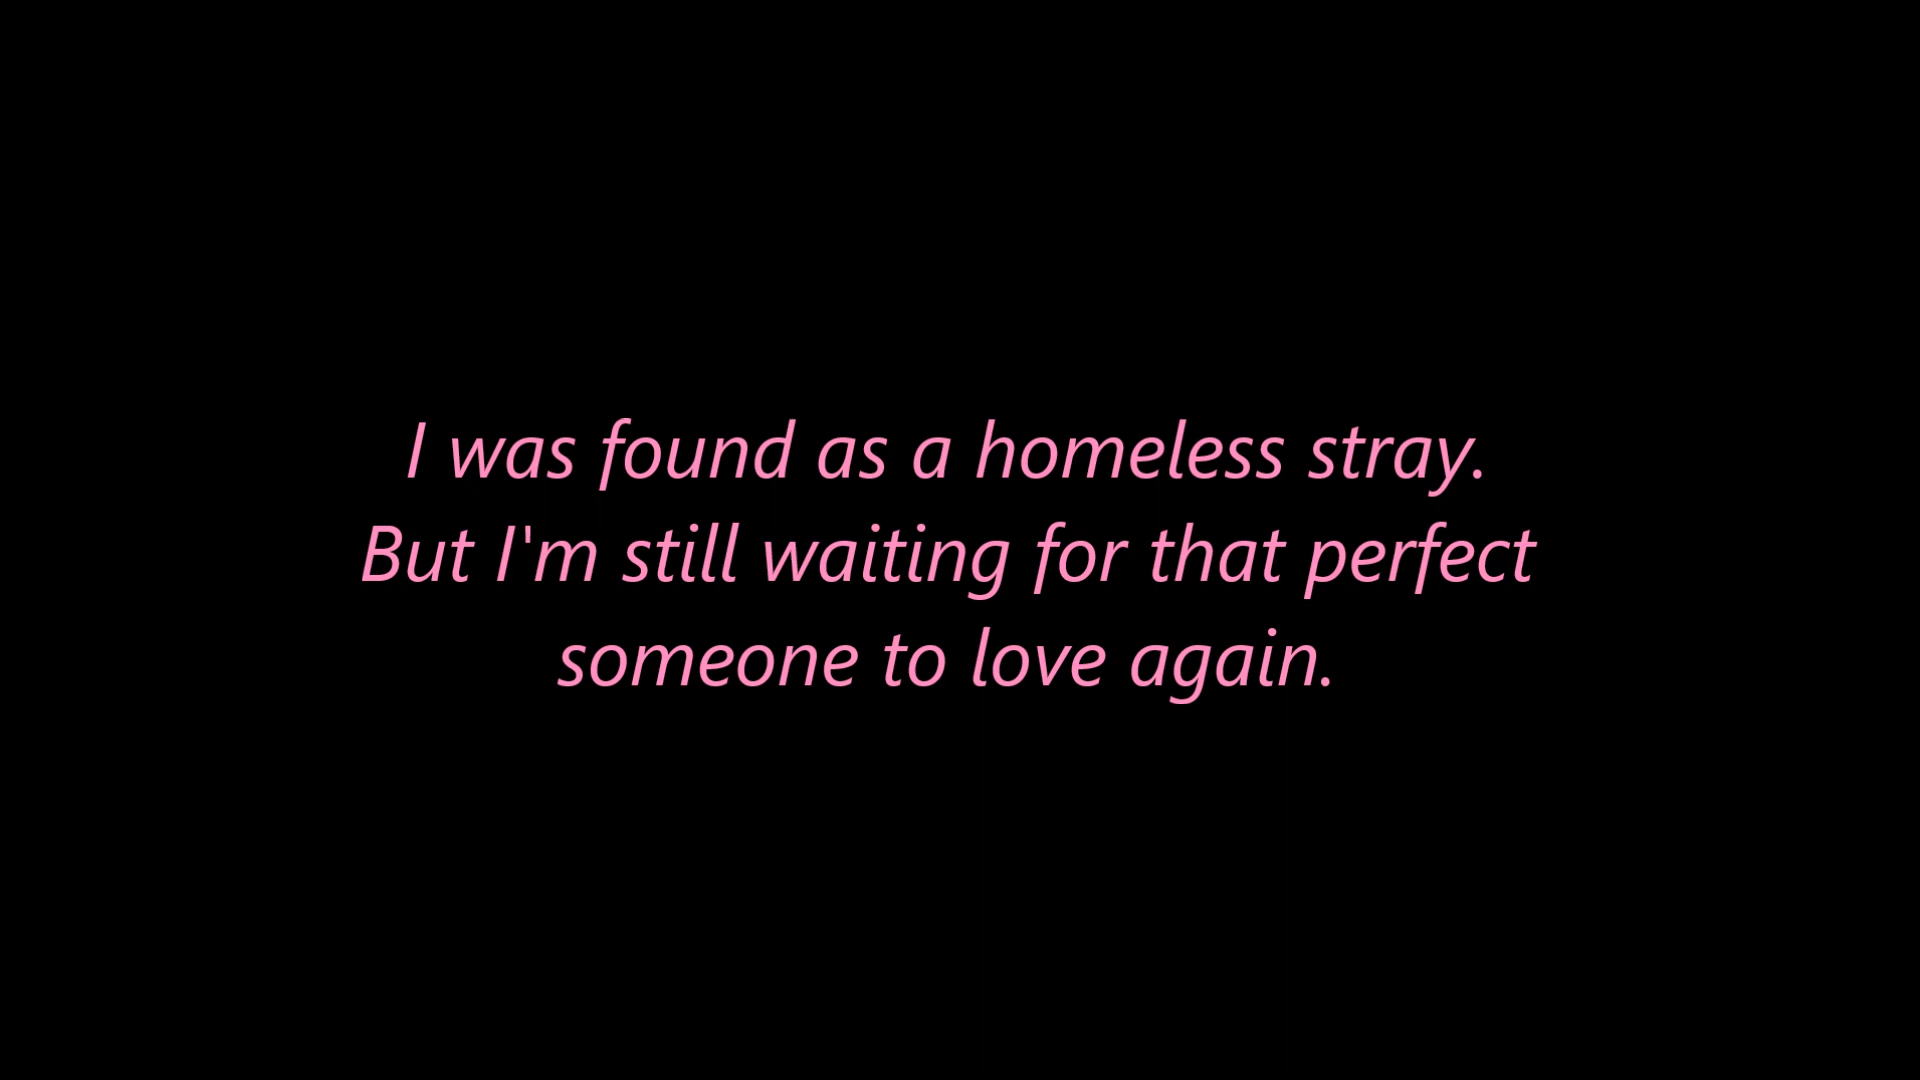 I was found as a homeless stray.
But I'm still waiting for that perfect
someone to love again.